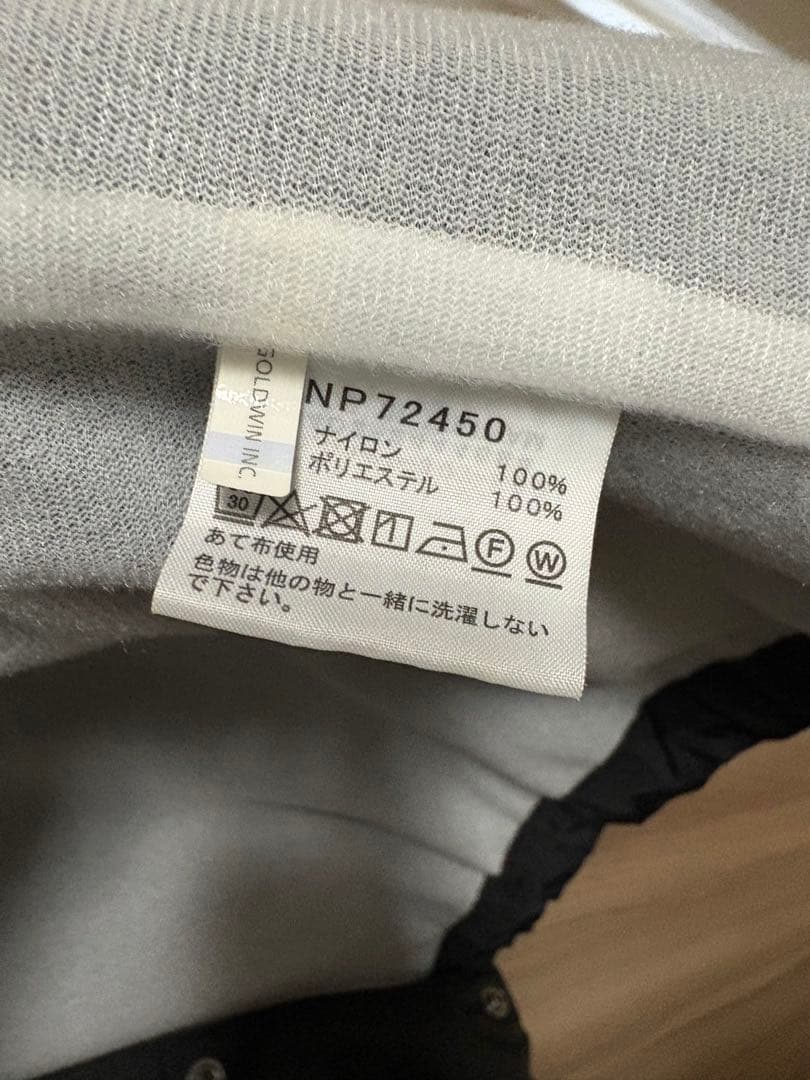 GOLDWIN INC.
NP72450
ナイロン 100%
ポリエステル 100%
30
F
W
あて布使用
色物は他の物と一緒に洗濯しない
で下さい。